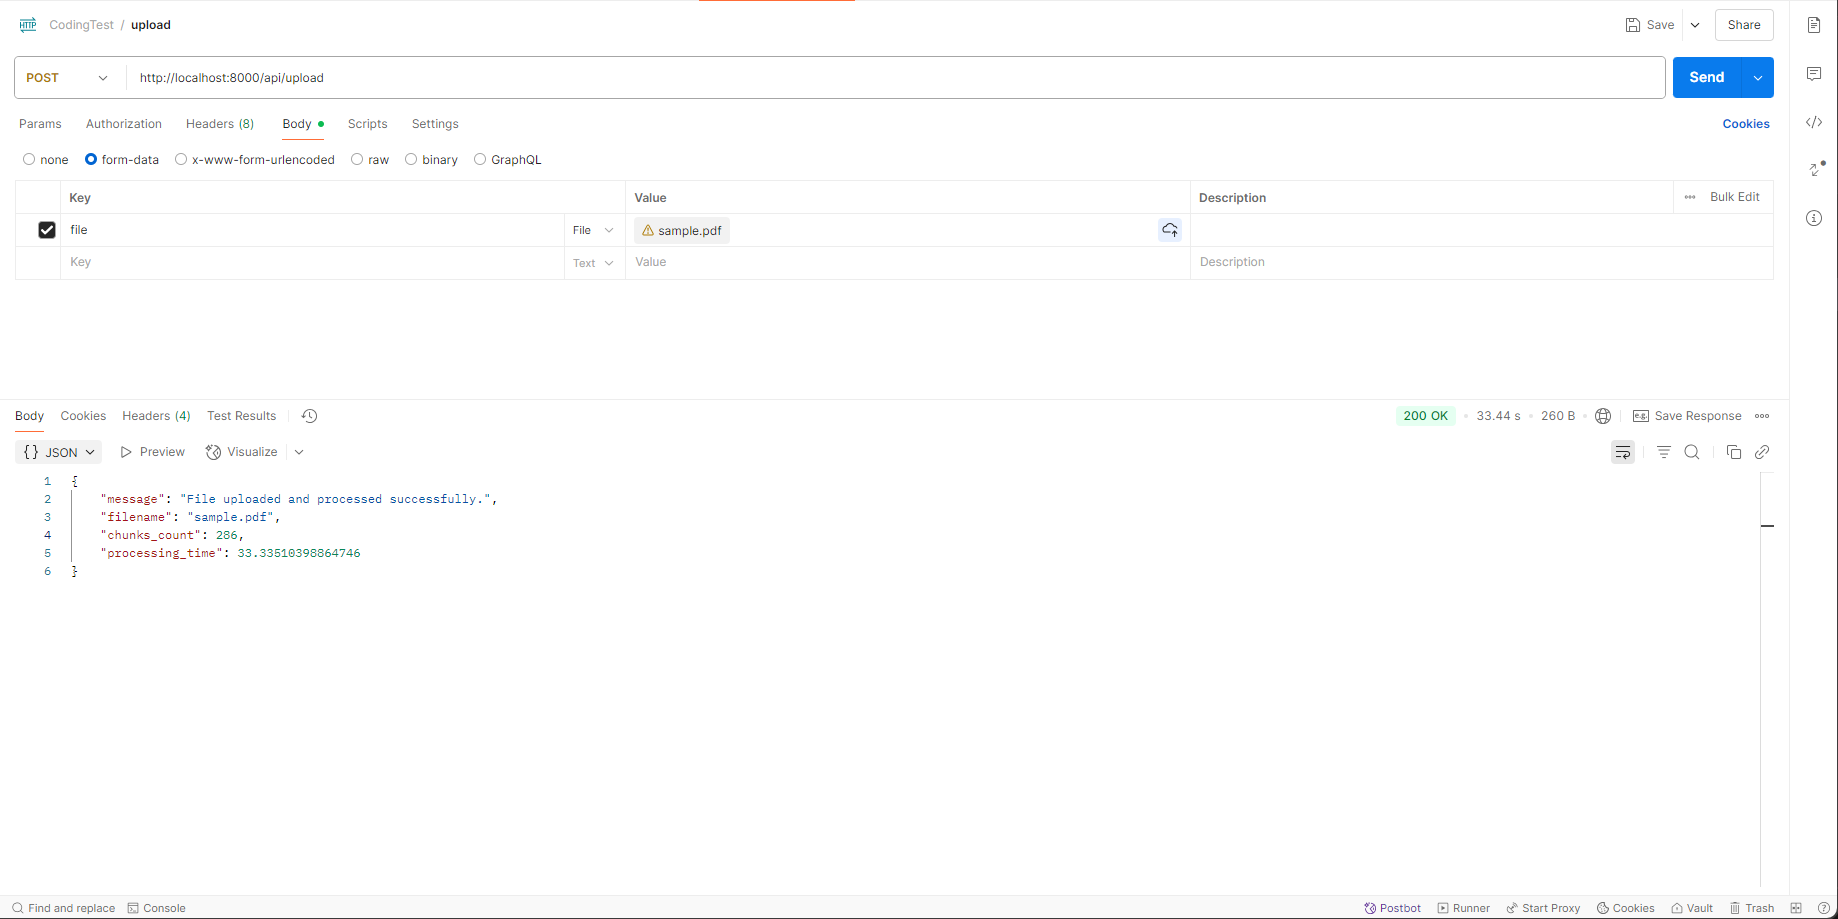 HTTP CodingTest / upload Save Share
POST http://localhost:8000/api/upload Send
Params Authorization Headers (8) Body Scripts Settings Cookies
none form-data x-www-form-urlencoded raw binary GraphQL
Key Value Description Bulk Edit
file File sample.pdf
Key Text Value Description
Body Cookies Headers (4) Test Results 200 OK 33.44 s 260 B e.g. Save Response
{} JSON Preview Visualize
1 {
2 "message": "File uploaded and processed successfully.",
3 "filename": "sample.pdf",
4 "chunks_count": 286,
5 "processing_time": 33.33510398864746
6 }
Find and replace Console Postbot Runner Start Proxy Cookies Vault Trash